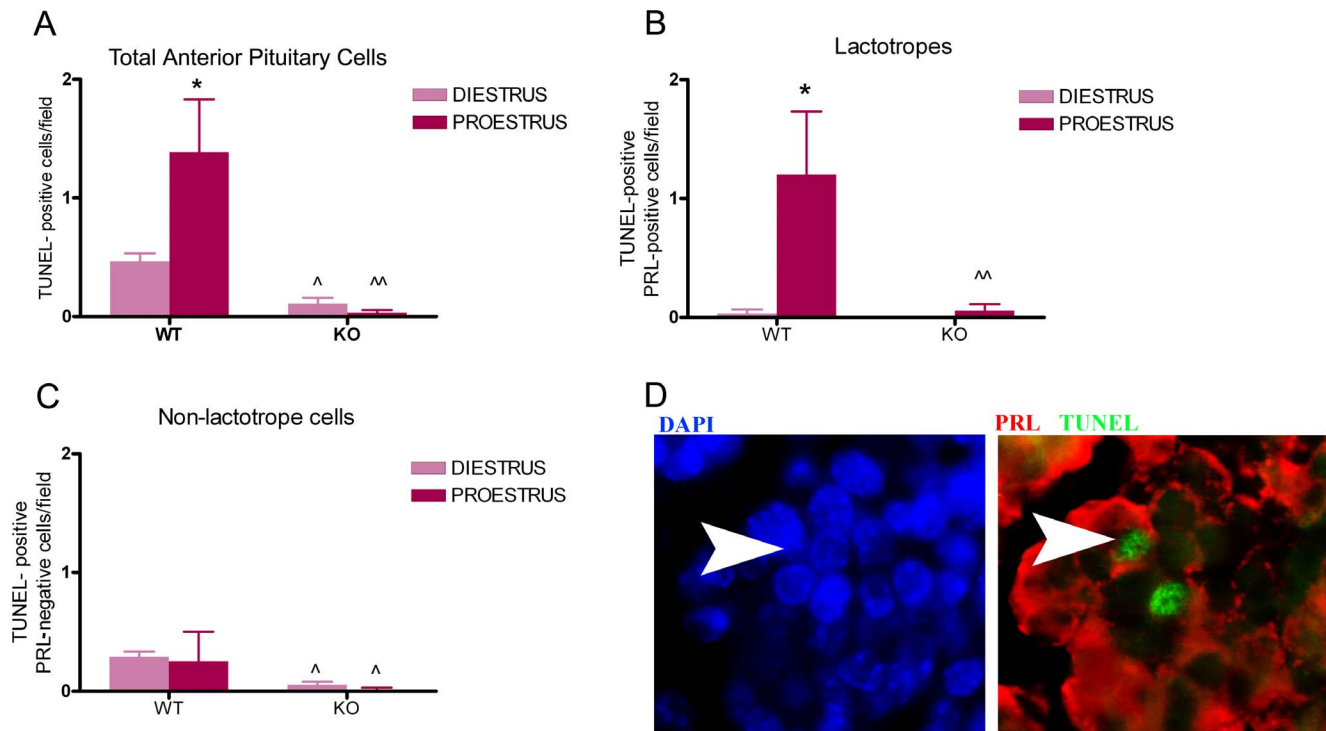 A
Total Anterior Pituitary Cells
TUNEL- positive cells/field
2
1
0
*
^
^^
WT
KO
DIESTRUS
PROESTRUS
B
Lactotropes
TUNEL-positive
PRL-positive cells/field
2
1
0
*
^^
WT
KO
DIESTRUS
PROESTRUS
C
Non-lactotrope cells
TUNEL- positive
PRL-negative cells/field
2
1
0
^
^
WT
KO
DIESTRUS
PROESTRUS
D
DAPI
PRL TUNEL